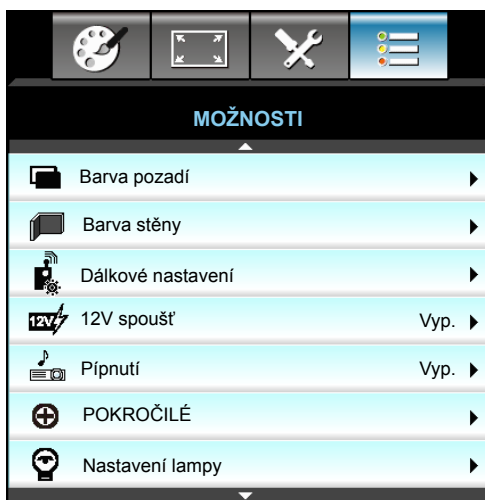 MOŽNOSTI
Barva pozadí
Barva stěny
Dálkové nastavení
12V 12V spoušť Vyp.
Pípnutí Vyp.
POKROČILÉ
Nastavení lampy